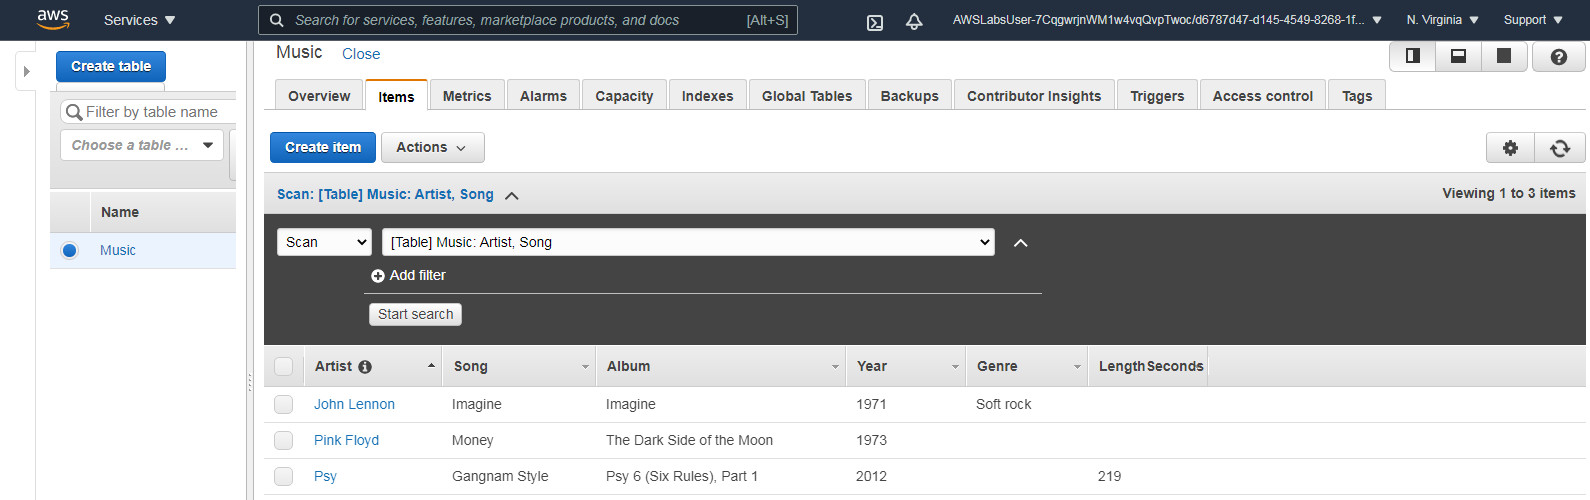 aws Services Search for services, features, marketplace products, and docs [Alt+S] AWSLabsUser-7CqgwrjnWM1w4vqQvpTwoc/d6787d47-d145-4549-8268-1f... N. Virginia Support
Create table
Filter by table name
Choose a table ...
Name
Music
Music Close
Overview Items Metrics Alarms Capacity Indexes Global Tables Backups Contributor Insights Triggers Access control Tags
Create item Actions
Scan: [Table] Music: Artist, Song Viewing 1 to 3 items
Scan [Table] Music: Artist, Song
Add filter
Start search
Artist Song Album Year Genre LengthSeconds
John Lennon Imagine Imagine 1971 Soft rock
Pink Floyd Money The Dark Side of the Moon 1973
Psy Gangnam Style Psy 6 (Six Rules), Part 1 2012 219